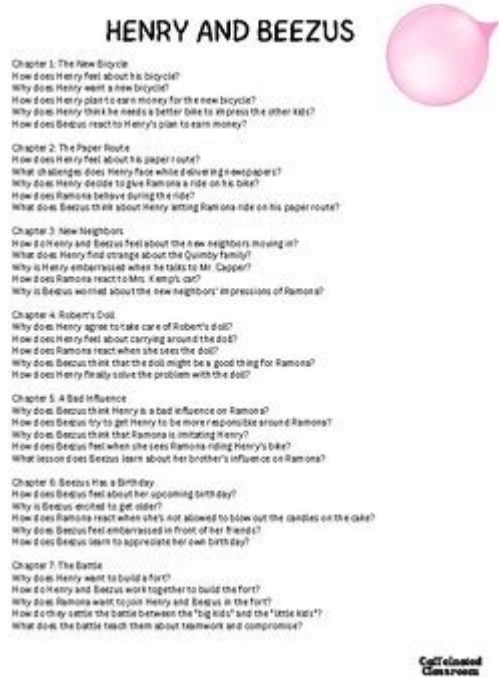 HENRY AND BEEZUS
Chapter 1: The New Bicycle
How does Henry feel about his bicycle?
Why does Henry want a new bicycle?
How does Henry plan to earn money for the new bicycle?
Why does Henry think he needs a better bike to impress the other kids?
How does Beezus react to Henry's plan to earn money?
Chapter 2: The Paper Route
How does Henry feel about his paper route?
What challenges does Henry face while delivering newspapers?
Why does Henry decide to give Ramona a ride on his bike?
How does Ramona behave during the ride?
What does Beezus think about Henry letting Ramona ride on his paper route?
Chapter 3: New Neighbors
How do Henry and Beezus feel about the new neighbors moving in?
What does Henry find strange about the Quimby family?
Why is Henry embarrassed when he talks to Mr. Capper?
How does Ramona react to Mrs. Kemp's cat?
Why is Beezus worried about the new neighbors' impressions of Ramona?
Chapter 4: Robert's Doll
Why does Henry agree to take care of Robert's doll?
How does Henry feel about carrying around the doll?
How does Ramona react when she sees the doll?
Why does Beezus think that the doll might be a good thing for Ramona?
How does Henry finally solve the problem with the doll?
Chapter 5: A Bad Influence
Why does Beezus think Henry is a bad influence on Ramona?
How does Beezus try to get Henry to be more responsible around Ramona?
Why does Beezus think that Ramona is imitating Henry?
How does Beezus feel when she sees Ramona riding Henry's bike?
What lesson does Beezus learn about her brother's influence on Ramona?
Chapter 6: Beezus Has a Birthday
How does Beezus feel about her upcoming birthday?
Why is Beezus excited to get older?
How does Ramona react when she's not allowed to blow out the candles on the cake?
Why does Beezus feel embarrassed in front of her friends?
How does Beezus learn to appreciate her own birthday?
Chapter 7: The Battle
Why does Henry want to build a fort?
How do Henry and Beezus work together to build the fort?
Why does Ramona want to join Henry and Beezus in the fort?
How do they settle the battle between the "big kids" and the "little kids"?
What does the battle teach them about teamwork and compromise?
Caffeinated
Classroom